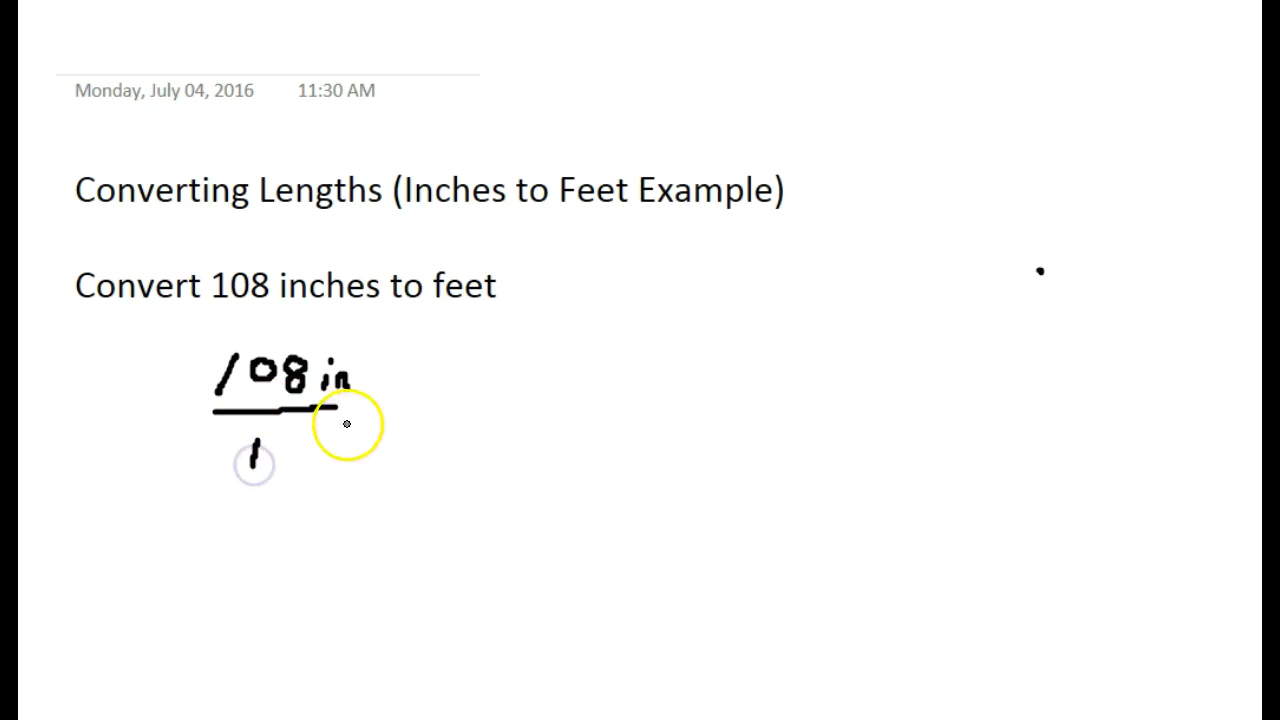 Monday, July 04, 2016 11:30 AM
Converting Lengths (Inches to Feet Example)
Convert 108 inches to feet
108 in
1